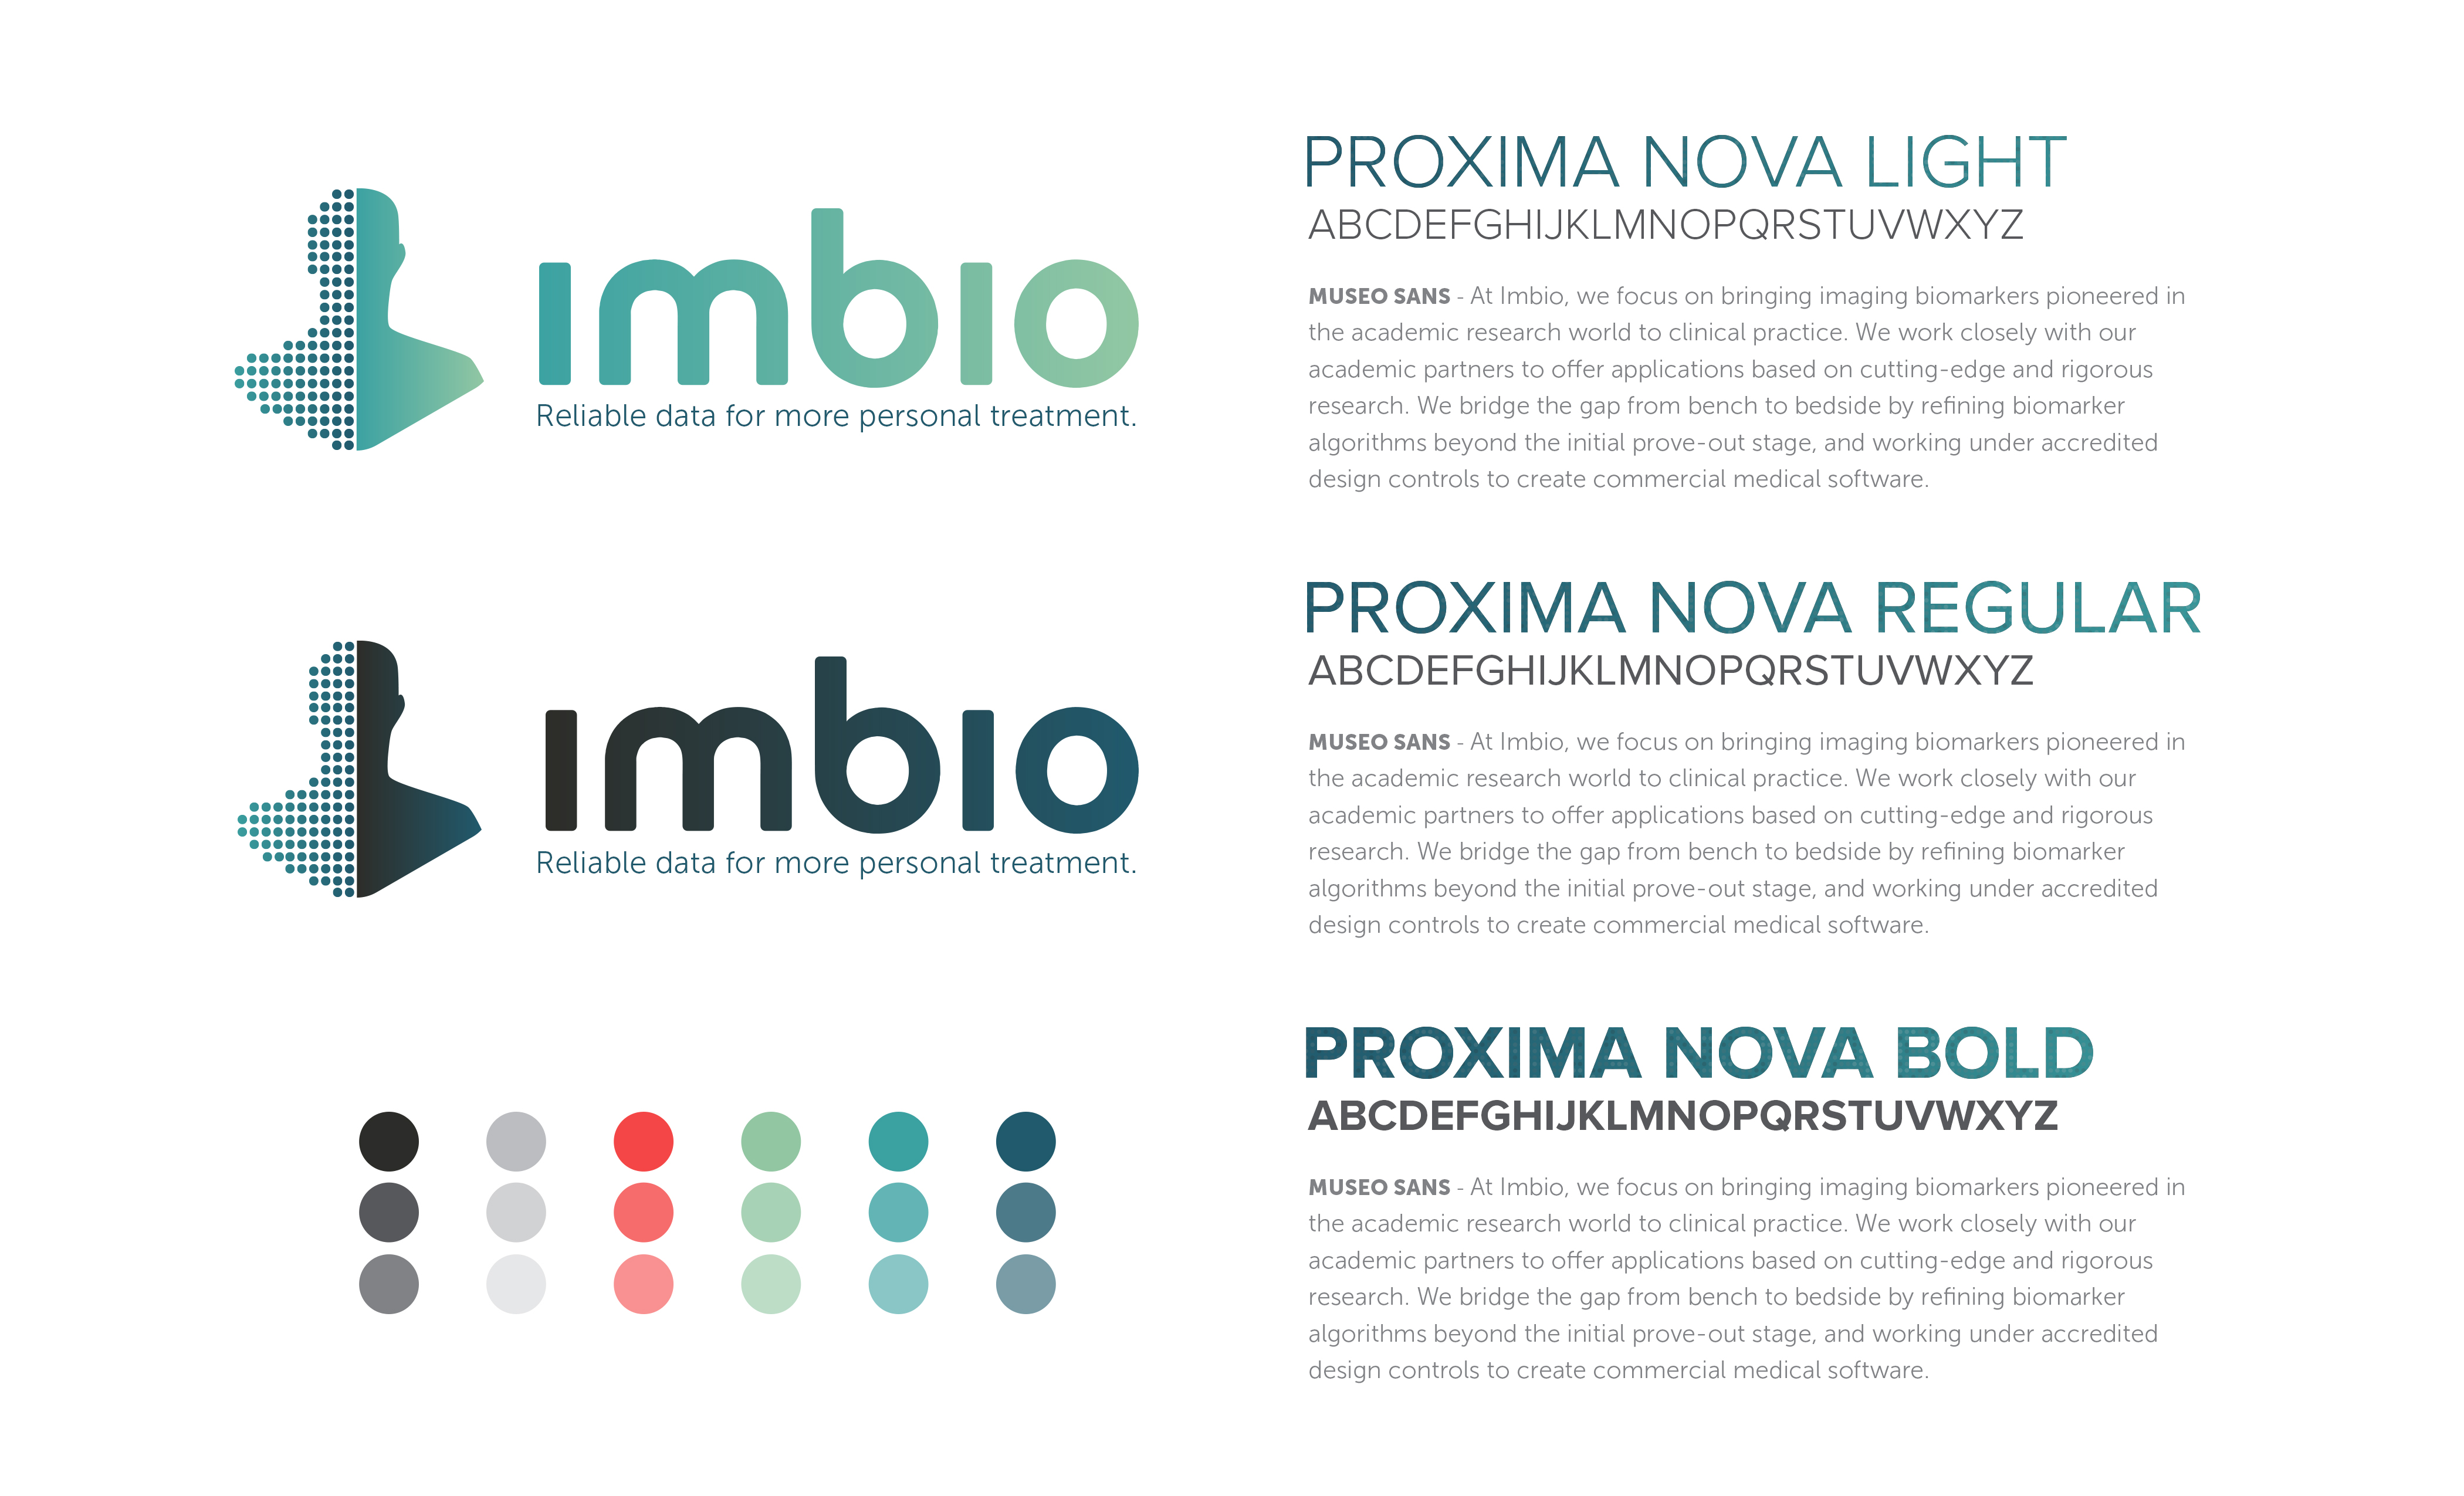 imbio
Reliable data for more personal treatment.
imbio
Reliable data for more personal treatment.
PROXIMA NOVA LIGHT
ABCDEFGHIJKLMNOPQRSTUVWXYZ
MUSEO SANS - At Imbio, we focus on bringing imaging biomarkers pioneered in
the academic research world to clinical practice. We work closely with our
academic partners to offer applications based on cutting-edge and rigorous
research. We bridge the gap from bench to bedside by refining biomarker
algorithms beyond the initial prove-out stage, and working under accredited
design controls to create commercial medical software.
PROXIMA NOVA REGULAR
ABCDEFGHIJKLMNOPQRSTUVWXYZ
MUSEO SANS - At Imbio, we focus on bringing imaging biomarkers pioneered in
the academic research world to clinical practice. We work closely with our
academic partners to offer applications based on cutting-edge and rigorous
research. We bridge the gap from bench to bedside by refining biomarker
algorithms beyond the initial prove-out stage, and working under accredited
design controls to create commercial medical software.
PROXIMA NOVA BOLD
ABCDEFGHIJKLMNOPQRSTUVWXYZ
MUSEO SANS - At Imbio, we focus on bringing imaging biomarkers pioneered in
the academic research world to clinical practice. We work closely with our
academic partners to offer applications based on cutting-edge and rigorous
research. We bridge the gap from bench to bedside by refining biomarker
algorithms beyond the initial prove-out stage, and working under accredited
design controls to create commercial medical software.